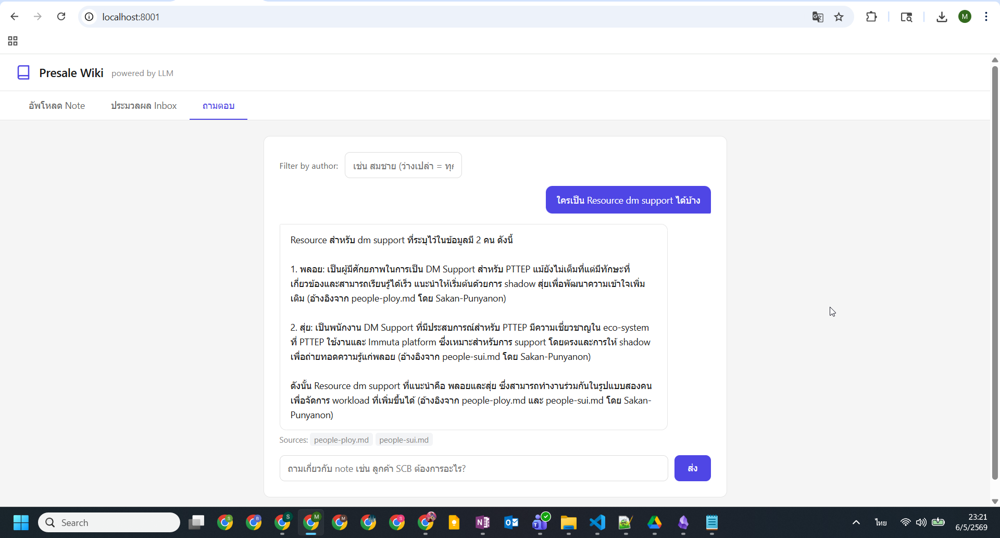 localhost:8001
M
Presale Wiki powered by LLM
อัพโหลด Note ประมวลผล Inbox ถามตอบ
Filter by author: เช่น สมชาย (ว่างเปล่า = ทุก
ใครเป็น Resource dm support ได้บ้าง
Resource สำหรับ dm support ที่ระบุไว้ในข้อมูลมี 2 คน ดังนี้
1. พลอย: เป็นผู้มีศักยภาพในการเป็น DM Support สำหรับ PTTEP แม้ยังไม่เต็มที่แต่มีทักษะที่
เกี่ยวข้องและสามารถเรียนรู้ได้เร็ว แนะนำให้เริ่มต้นด้วยการ shadow สุ่ยเพื่อพัฒนาความเข้าใจเพิ่ม
เติม (อ้างอิงจาก people-ploy.md โดย Sakan-Punyanon)
2. สุ่ย: เป็นพนักงาน DM Support ที่มีประสบการณ์สำหรับ PTTEP มีความเชี่ยวชาญใน eco-system
ที่ PTTEP ใช้งานและ Immuta platform ซึ่งเหมาะสำหรับการ support โดยตรงและการให้ shadow
เพื่อถ่ายทอดความรู้แก่พลอย (อ้างอิงจาก people-sui.md โดย Sakan-Punyanon)
ดังนั้น Resource dm support ที่แนะนำคือ พลอยและสุ่ย ซึ่งสามารถทำงานร่วมกันในรูปแบบสองคน
เพื่อจัดการ workload ที่เพิ่มขึ้นได้ (อ้างอิงจาก people-ploy.md และ people-sui.md โดย Sakan-
Punyanon)
Sources: people-ploy.md people-sui.md
ถามเกี่ยวกับ note เช่น ลูกค้า SCB ต้องการอะไร? ส่ง
Search
ไทย
23:21
6/5/2569